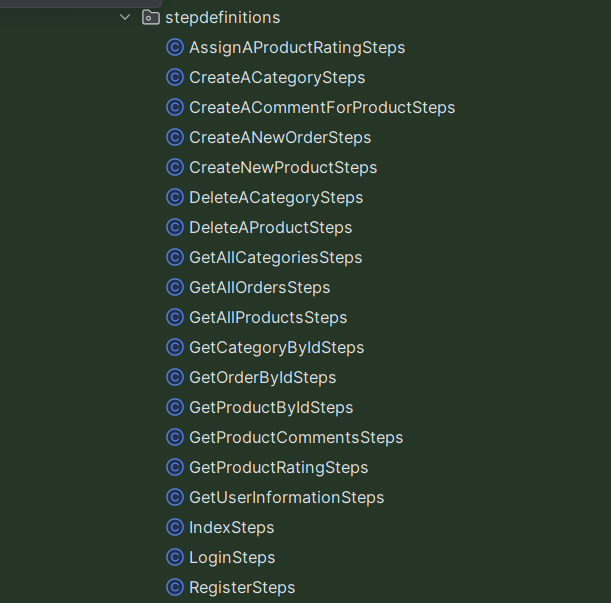 stepdefinitions
AssignAProductRatingSteps
CreateACategorySteps
CreateACommentForProductSteps
CreateANewOrderSteps
CreateNewProductSteps
DeleteACategorySteps
DeleteAProductSteps
GetAllCategoriesSteps
GetAllOrdersSteps
GetAllProductsSteps
GetCategoryByIdSteps
GetOrderByIdSteps
GetProductByIdSteps
GetProductCommentsSteps
GetProductRatingSteps
GetUserInformationSteps
IndexSteps
LoginSteps
RegisterSteps